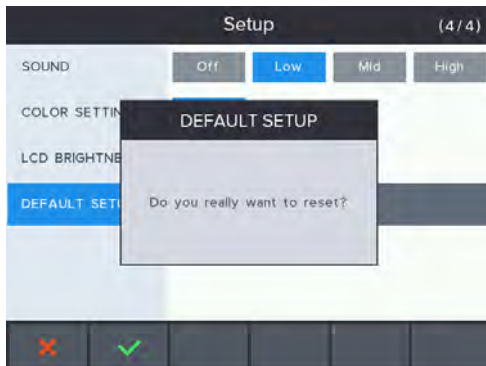 Setup (4/4)
SOUND Off Low Mid High
COLOR SETTIN
DEFAULT SETUP
LCD BRIGHTNE
DEFAULT SETU
Do you really want to reset?